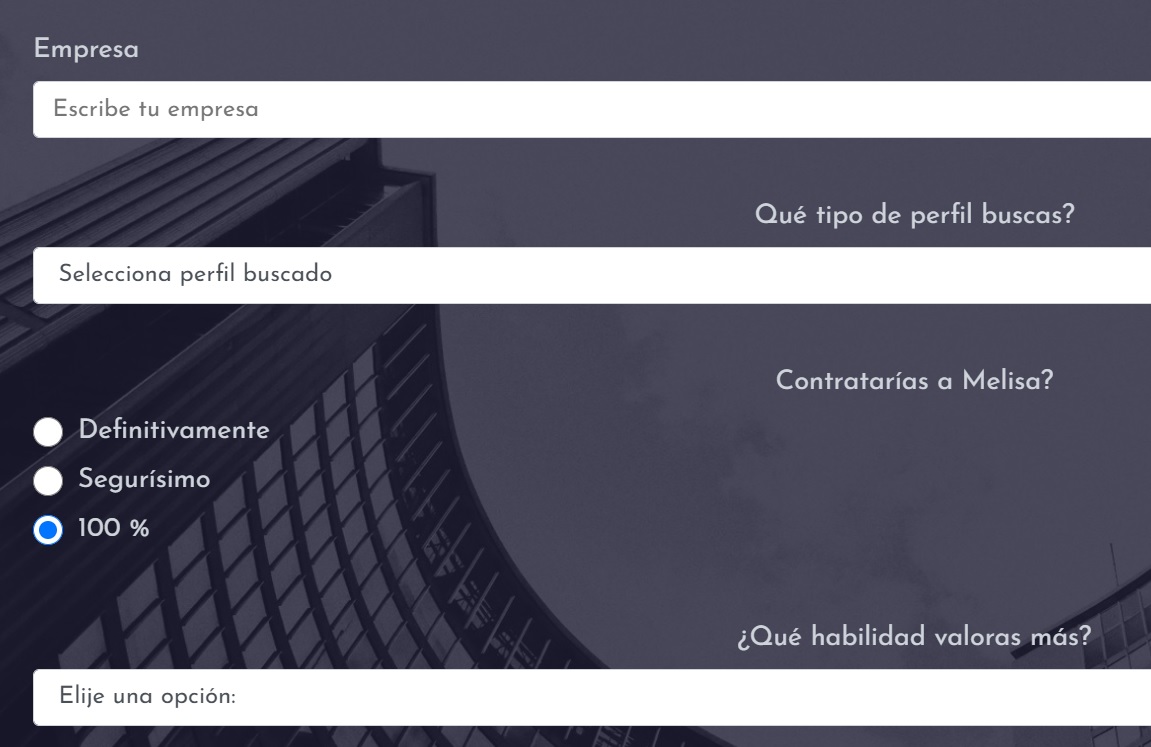 Empresa
Escribe tu empresa
Qué tipo de perfil buscas?
Selecciona perfil buscado
Contratarías a Melisa?
Definitivamente
Segurísimo
100 %
¿Qué habilidad valoras más?
Elije una opción: